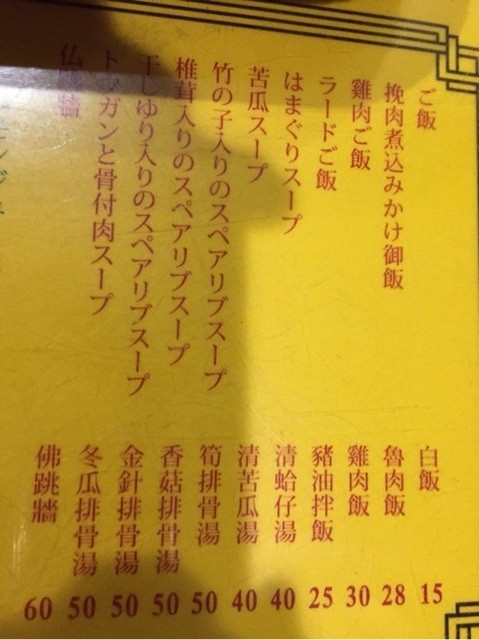 ご飯
挽肉煮込みかけ御飯
雞肉ご飯
ラードご飯
はまぐりスープ
苦瓜スープ
竹の子入りのスペアリブスープ
椎茸入りのスペアリブスープ
干しゆり入りのスペアリブスープ
トウガンと骨付肉スープ
仏跳牆
白飯 15
魯肉飯 28
雞肉飯 30
豬油拌飯 25
清蛤仔湯 40
清苦瓜湯 40
筍排骨湯 50
香菇排骨湯 50
金針排骨湯 50
冬瓜排骨湯 50
佛跳牆 60